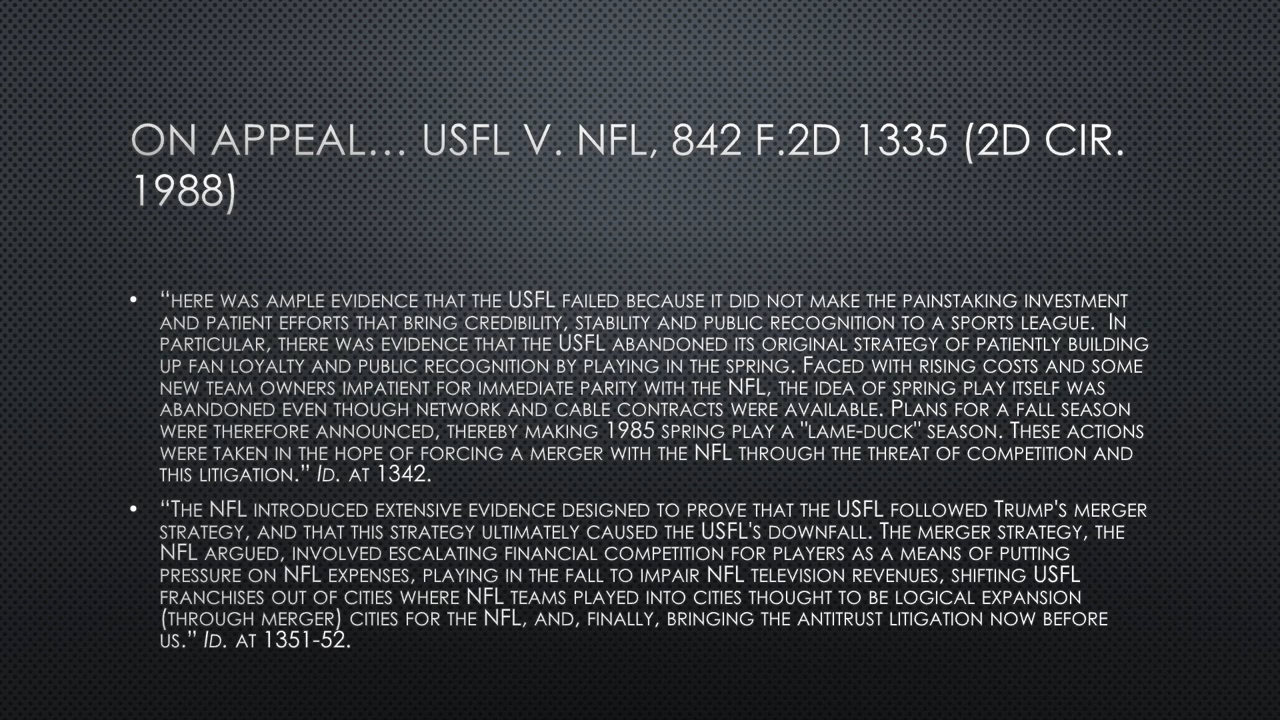 ON APPEAL... USFL V. NFL, 842 F.2D 1335 (2D CIR.
1988)
• “HERE WAS AMPLE EVIDENCE THAT THE USFL FAILED BECAUSE IT DID NOT MAKE THE PAINSTAKING INVESTMENT
AND PATIENT EFFORTS THAT BRING CREDIBILITY, STABILITY AND PUBLIC RECOGNITION TO A SPORTS LEAGUE.  IN
PARTICULAR, THERE WAS EVIDENCE THAT THE USFL ABANDONED ITS ORIGINAL STRATEGY OF PATIENTLY BUILDING
UP FAN LOYALTY AND PUBLIC RECOGNITION BY PLAYING IN THE SPRING. FACED WITH RISING COSTS AND SOME
NEW TEAM OWNERS IMPATIENT FOR IMMEDIATE PARITY WITH THE NFL, THE IDEA OF SPRING PLAY ITSELF WAS
ABANDONED EVEN THOUGH NETWORK AND CABLE CONTRACTS WERE AVAILABLE. PLANS FOR A FALL SEASON
WERE THEREFORE ANNOUNCED, THEREBY MAKING 1985 SPRING PLAY A "LAME-DUCK" SEASON. THESE ACTIONS
WERE TAKEN IN THE HOPE OF FORCING A MERGER WITH THE NFL THROUGH THE THREAT OF COMPETITION AND
THIS LITIGATION.” ID. AT 1342.
• “THE NFL INTRODUCED EXTENSIVE EVIDENCE DESIGNED TO PROVE THAT THE USFL FOLLOWED TRUMP'S MERGER
STRATEGY, AND THAT THIS STRATEGY ULTIMATELY CAUSED THE USFL'S DOWNFALL. THE MERGER STRATEGY, THE
NFL ARGUED, INVOLVED ESCALATING FINANCIAL COMPETITION FOR PLAYERS AS A MEANS OF PUTTING
PRESSURE ON NFL EXPENSES, PLAYING IN THE FALL TO IMPAIR NFL TELEVISION REVENUES, SHIFTING USFL
FRANCHISES OUT OF CITIES WHERE NFL TEAMS PLAYED INTO CITIES THOUGHT TO BE LOGICAL EXPANSION
(THROUGH MERGER) CITIES FOR THE NFL, AND, FINALLY, BRINGING THE ANTITRUST LITIGATION NOW BEFORE
US.” ID. AT 1351-52.